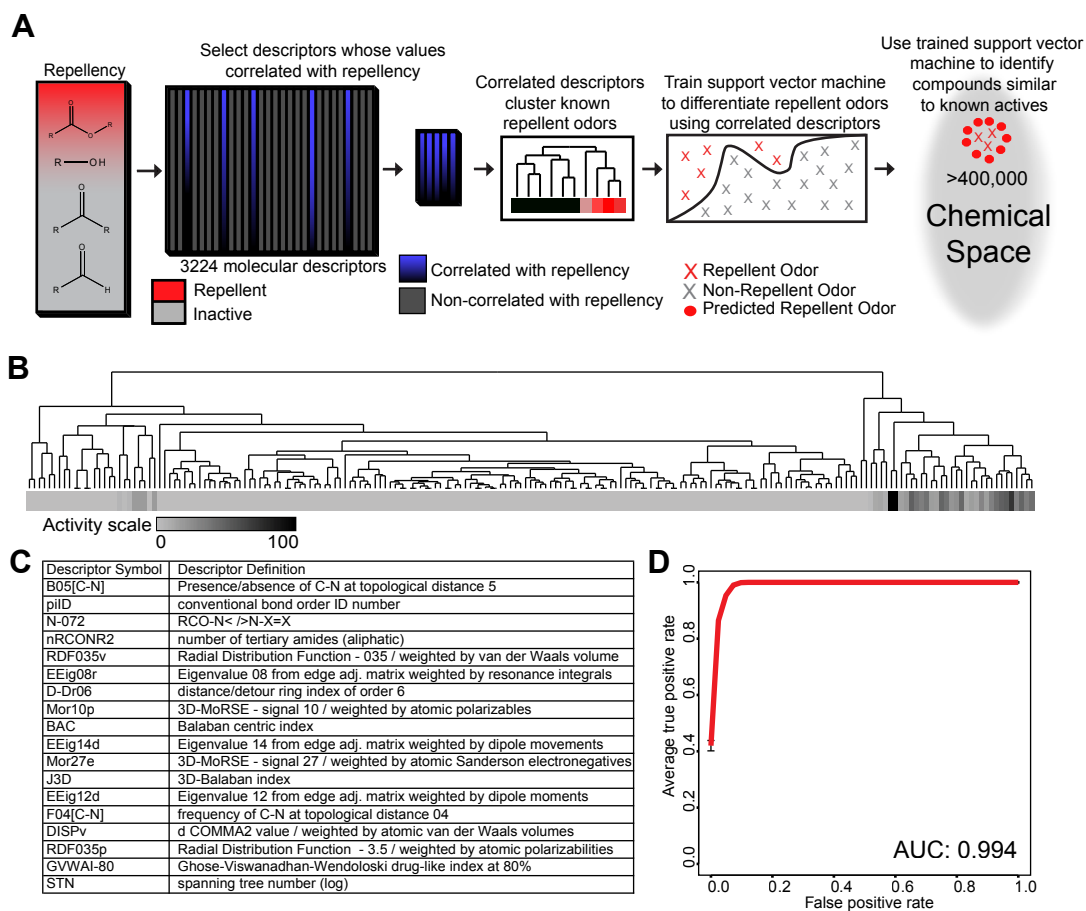 A
Repellency
O
R
O
R
R
OH
O
R
R
O
R
H
Select descriptors whose values
correlated with repellency
3224 molecular descriptors
Repellent
Inactive
Correlated descriptors
cluster known
repellent odors
Correlated with repellency
Non-correlated with repellency
Train support vector machine
to differentiate repellent odors
using correlated descriptors
X Repellent Odor
X Non-Repellent Odor
Predicted Repellent Odor
Use trained support vector
machine to identify
compounds similar
to known actives
>400,000
Chemical
Space
B
Activity scale
0
100
C
Descriptor Symbol Descriptor Definition
B05[C-N] Presence/absence of C-N at topological distance 5
piID conventional bond order ID number
N-072 RCO-N< />N-X=X
nRCONR2 number of tertiary amides (aliphatic)
RDF035v Radial Distribution Function - 035 / weighted by van der Waals volume
EEig08r Eigenvalue 08 from edge adj. matrix weighted by resonance integrals
D-Dr06 distance/detour ring index of order 6
Mor10p 3D-MoRSE - signal 10 / weighted by atomic polarizables
BAC Balaban centric index
EEig14d Eigenvalue 14 from edge adj. matrix weighted by dipole movements
Mor27e 3D-MoRSE - signal 27 / weighted by atomic Sanderson electronegatives
J3D 3D-Balaban index
EEig12d Eigenvalue 12 from edge adj. matrix weighted by dipole moments
F04[C-N] frequency of C-N at topological distance 04
DISPv d COMMA2 value / weighted by atomic van der Waals volumes
RDF035p Radial Distribution Function - 3.5 / weighted by atomic polarizabilities
GVWAI-80 Ghose-Viswanadhan-Wendoloski drug-like index at 80%
STN spanning tree number (log)
D
Average true positive rate
1.0
0.8
0.6
0.4
0.2
0.0
AUC: 0.994
0.0 0.2 0.4 0.6 0.8 1.0
False positive rate